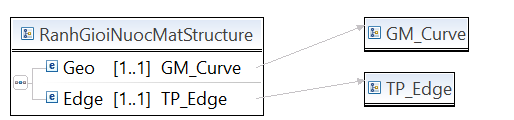 RanhGioiNuocMatStructure
Geo [1..1] GM_Curve
Edge [1..1] TP_Edge
GM_Curve
TP_Edge